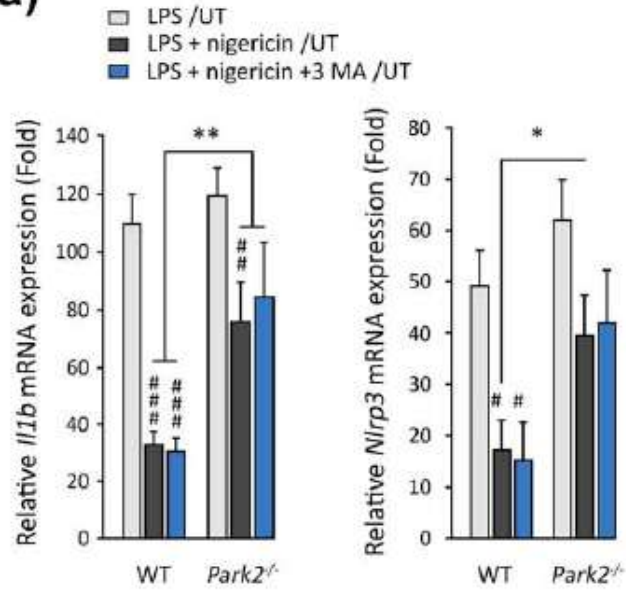 a)
LPS /UT
LPS + nigericin /UT
LPS + nigericin +3 MA /UT
Relative Il1b mRNA expression (Fold)
140
120
100
80
60
40
20
0
**
# # #
# # #
# #
WT
Park2-/-
Relative Nlrp3 mRNA expression (Fold)
80
70
60
50
40
30
20
10
0
*
# #
WT
Park2-/-